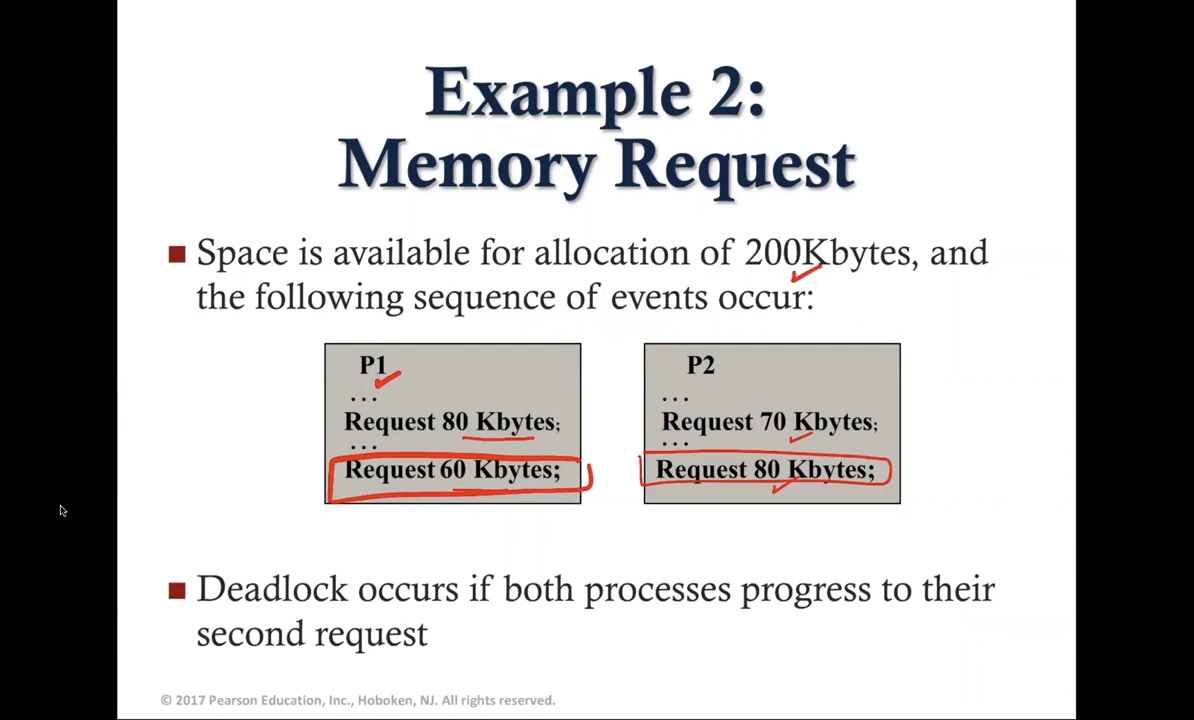 Example 2:
Memory Request
■ Space is available for allocation of 200Kbytes, and
the following sequence of events occur:
P1
...
Request 80 Kbytes;
...
Request 60 Kbytes;
P2
...
Request 70 Kbytes;
...
Request 80 Kbytes;
■ Deadlock occurs if both processes progress to their
second request
© 2017 Pearson Education, Inc., Hoboken, NJ. All rights reserved.